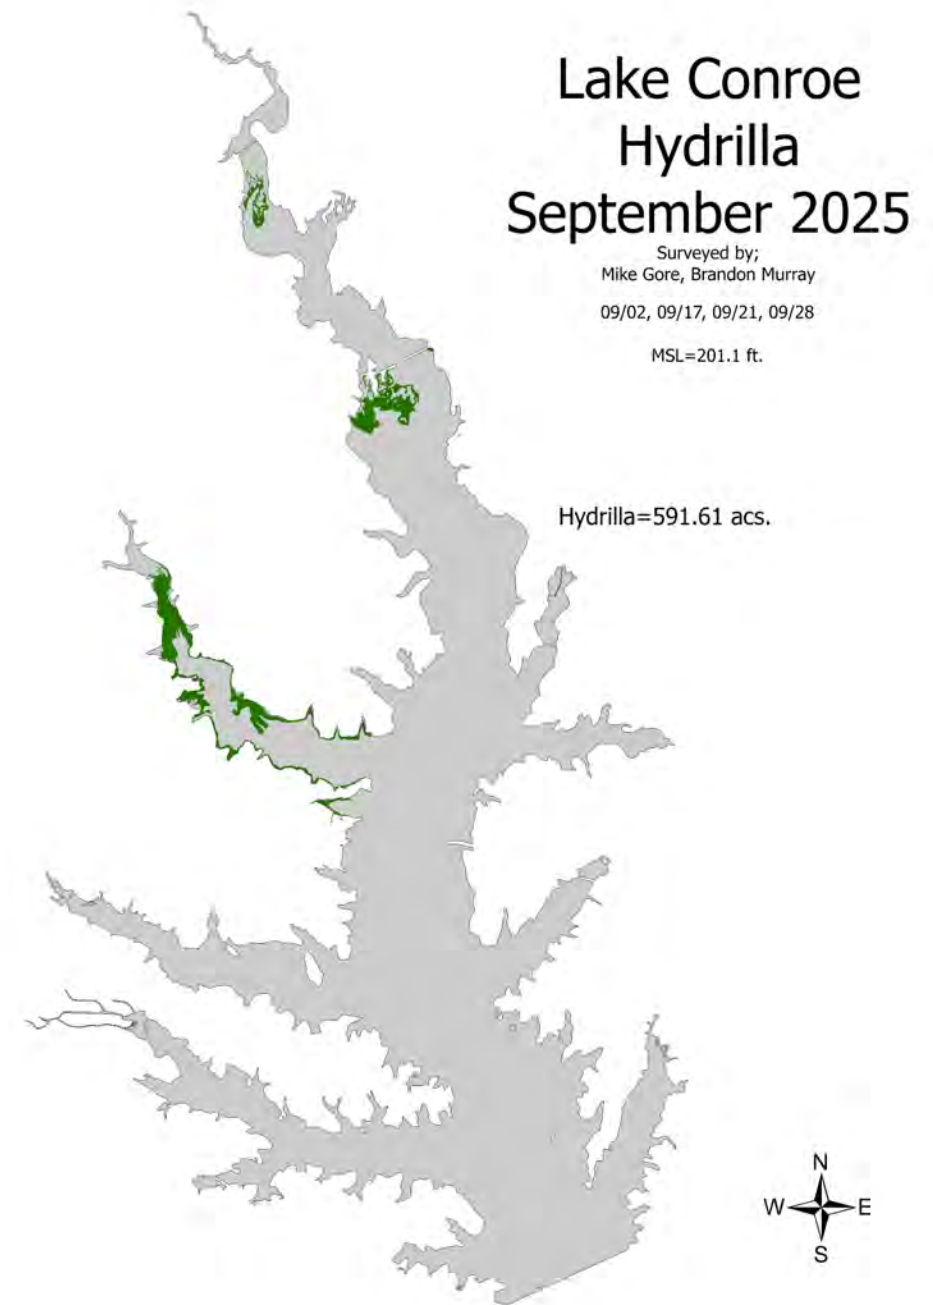 Lake Conroe
Hydrilla
September 2025
Surveyed by;
Mike Gore, Brandon Murray
09/02, 09/17, 09/21, 09/28
MSL=201.1 ft.
Hydrilla=591.61 acs.
N
W E
S